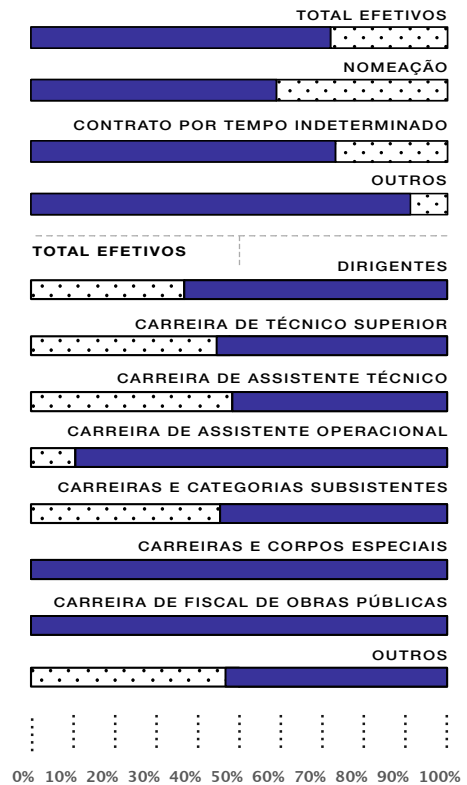 TOTAL EFETIVOS
NOMEAÇÃO
CONTRATO POR TEMPO INDETERMINADO
OUTROS
TOTAL EFETIVOS
DIRIGENTES
CARREIRA DE TÉCNICO SUPERIOR
CARREIRA DE ASSISTENTE TÉCNICO
CARREIRA DE ASSISTENTE OPERACIONAL
CARREIRAS E CATEGORIAS SUBSISTENTES
CARREIRAS E CORPOS ESPECIAIS
CARREIRA DE FISCAL DE OBRAS PÚBLICAS
OUTROS
0% 10% 20% 30% 40% 50% 60% 70% 80% 90% 100%